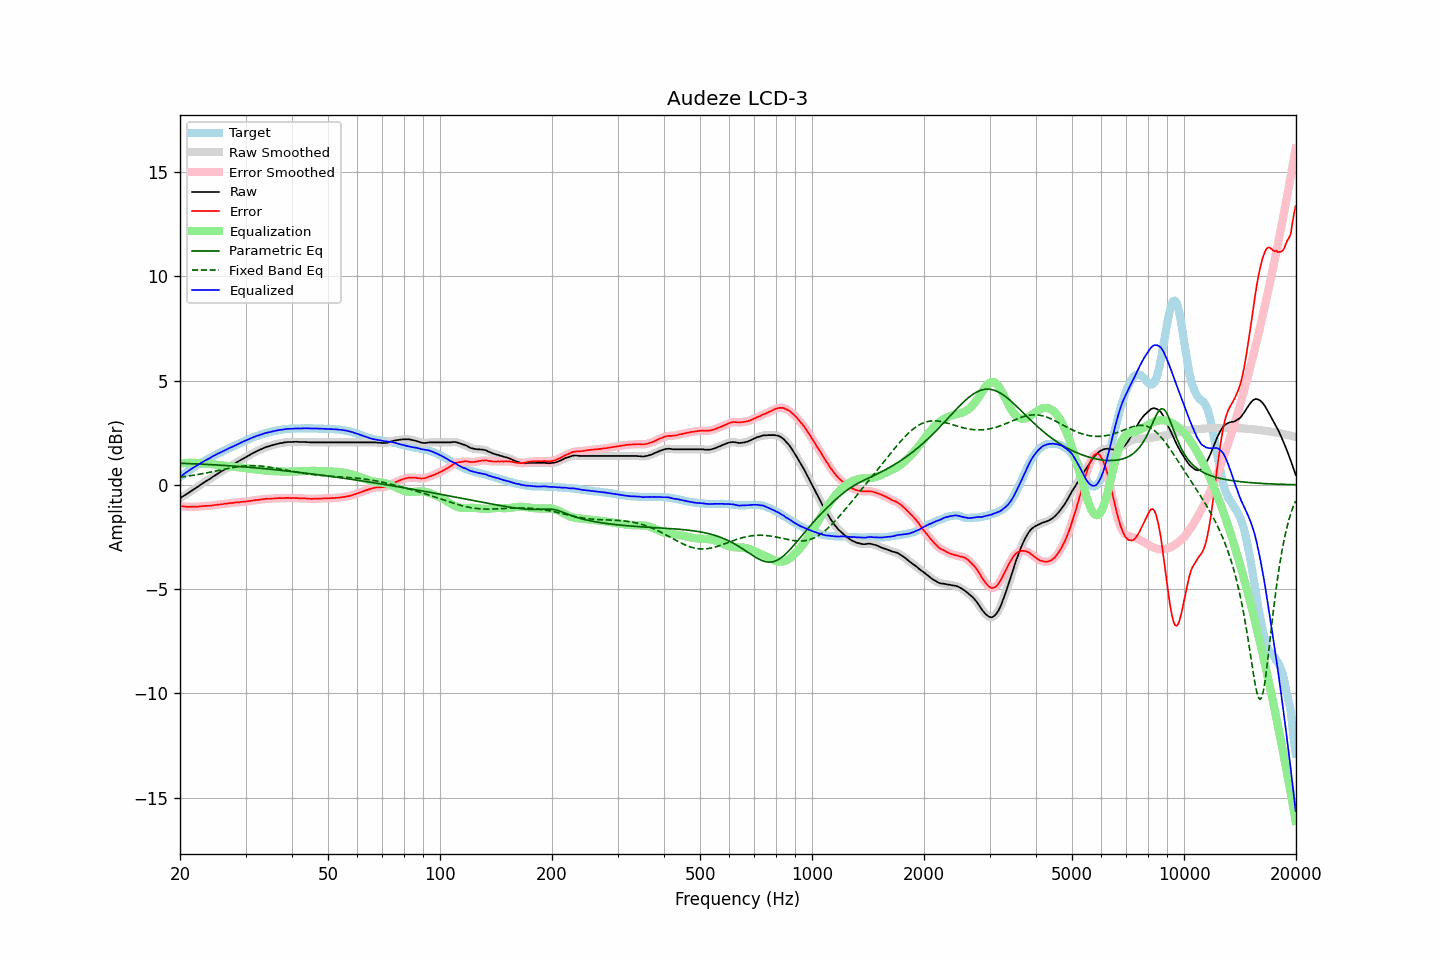 Audeze LCD-3
Target
Raw Smoothed
Error Smoothed
Raw
Error
Equalization
Parametric Eq
Fixed Band Eq
Equalized
Amplitude (dBr)
15
10
5
0
−5
−10
−15
20
50
100
200
500
1000
2000
5000
10000
20000
Frequency (Hz)